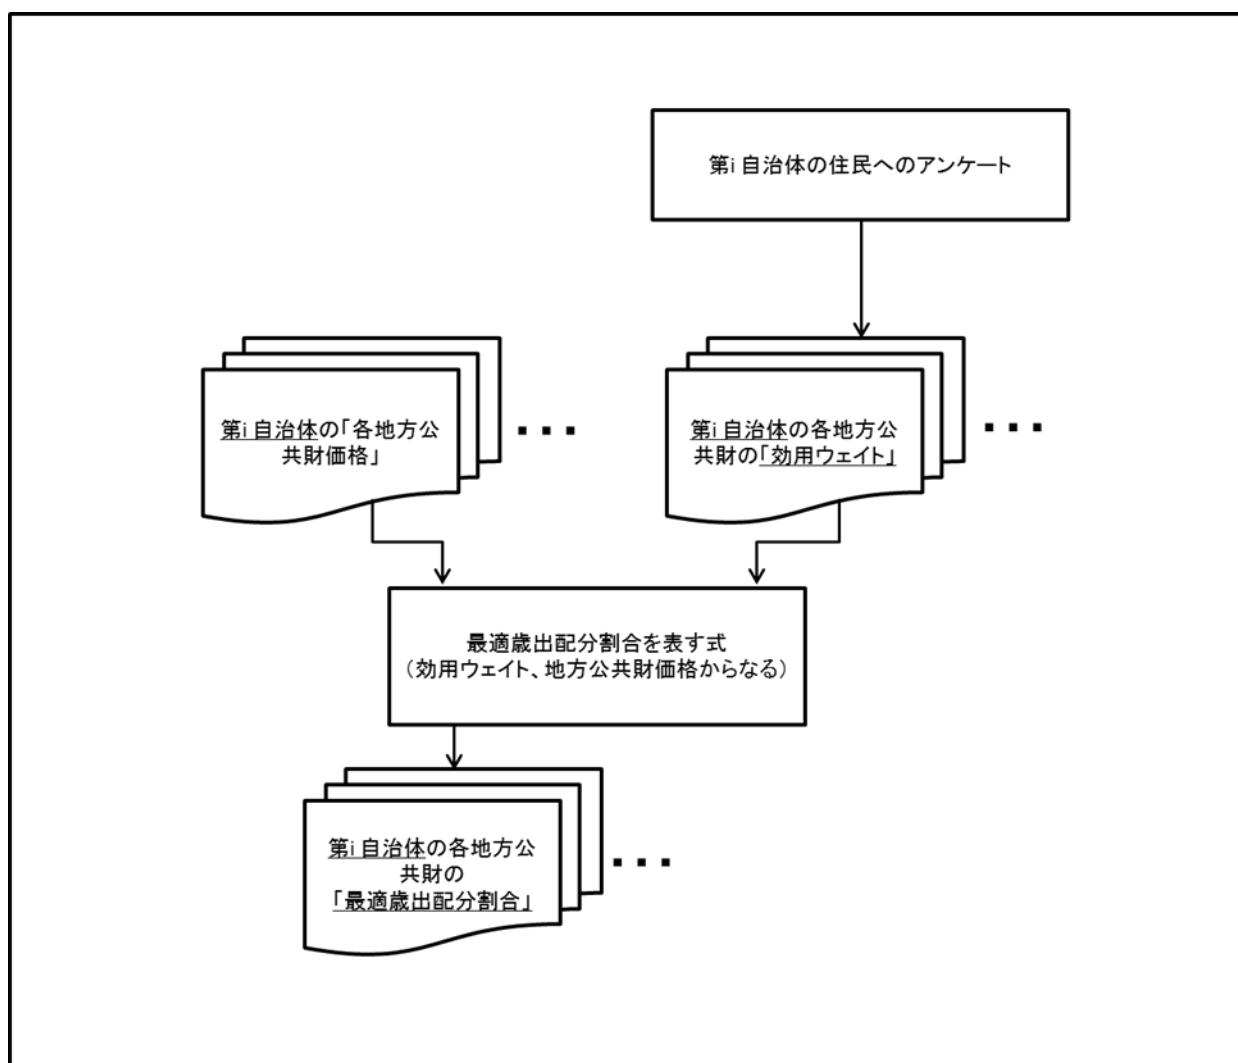 第i 自治体の住民へのアンケート
第i 自治体の「各地方公
共財価格」
■ ■ ■
第i 自治体の各地方公
共財の「効用ウェイト」
■ ■ ■
最適歳出配分割合を表す式
（効用ウェイト、地方公共財価格からなる）
第i 自治体の各地方公
共財の
「最適歳出配分割合」
■ ■ ■